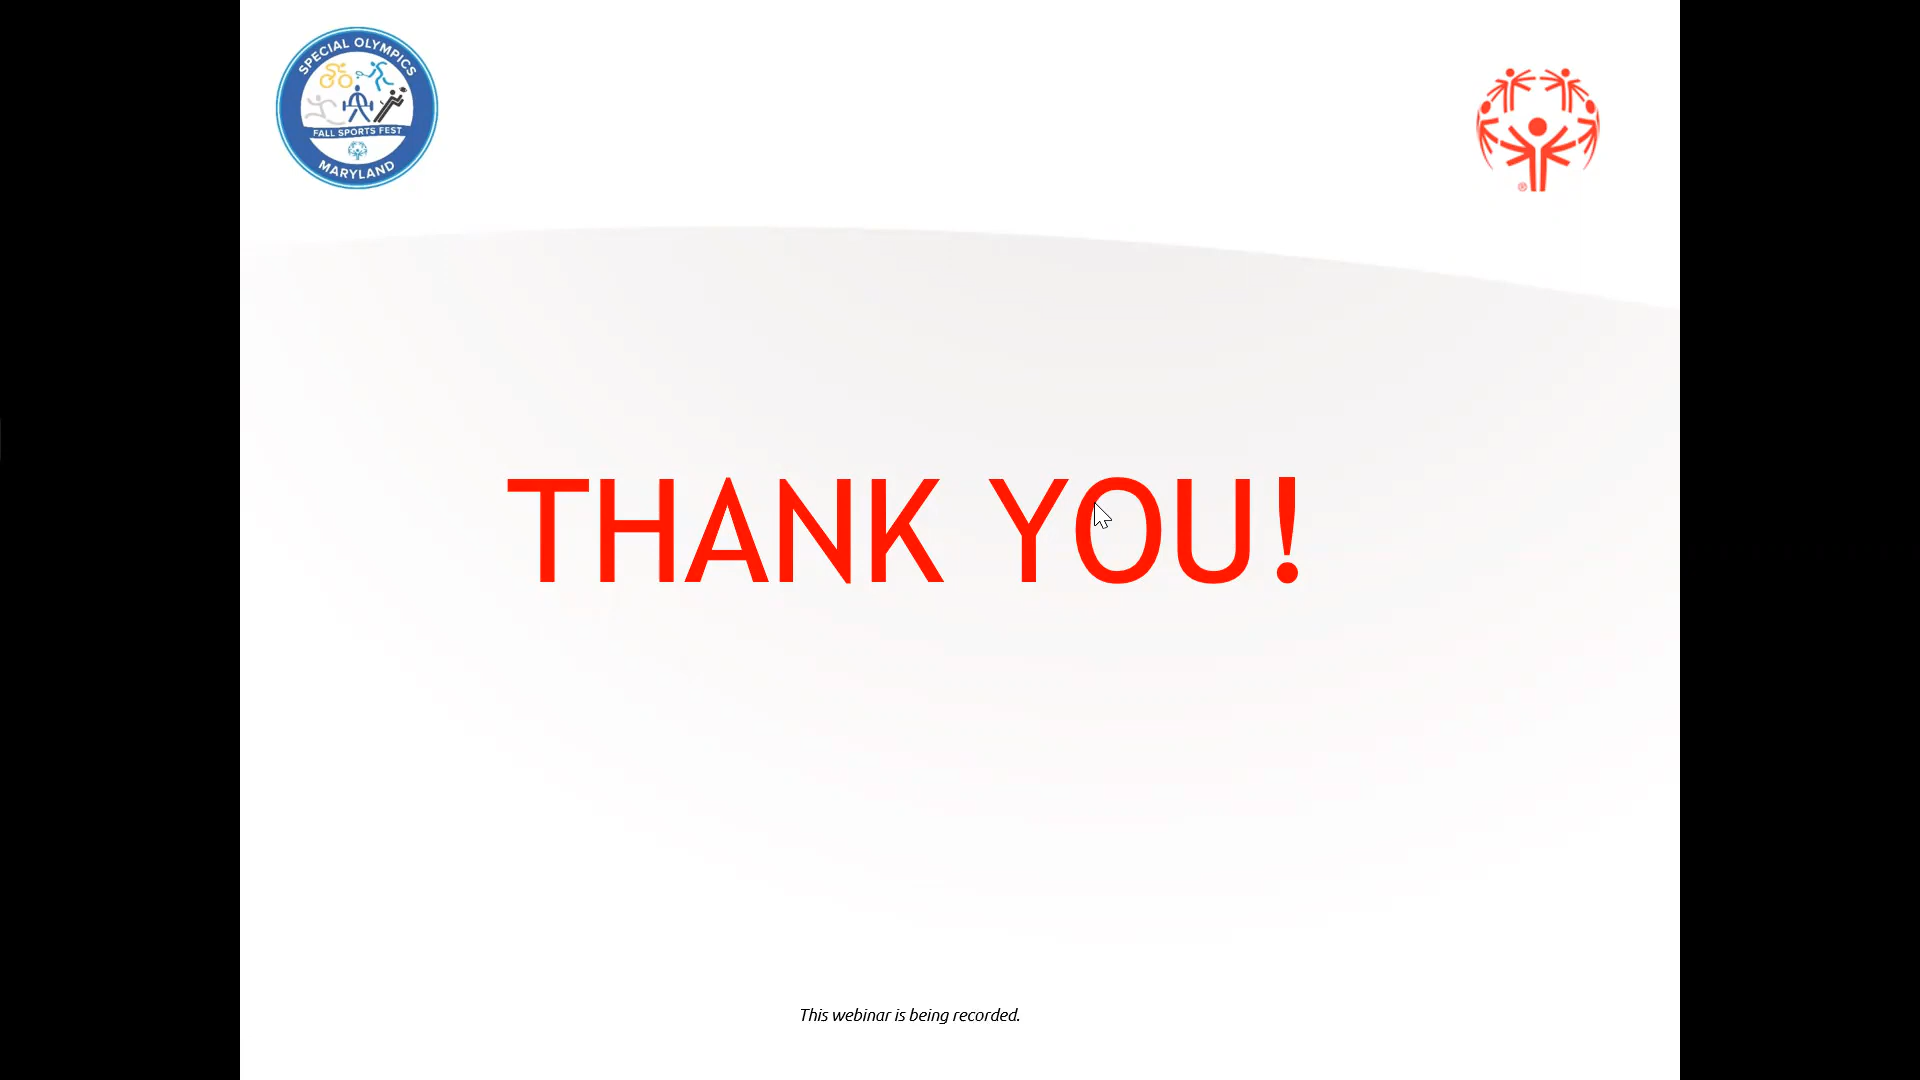 SPECIAL OLYMPICS
FALL SPORTS FEST
MARYLAND
®
THANK YOU!
This webinar is being recorded.